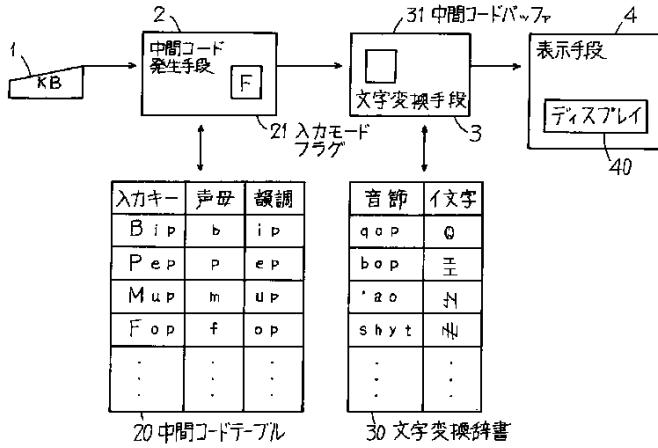 1
KB
2
中間コード
発生手段
F
21 入力モード
フラグ
31 中間コードバッファ
文字変換手段
3
4
表示手段
ディスプレイ
40
入力キー 声母 韻調
Bip b ip
Pep p ep
Mup m up
Fop f op
20 中間コードテーブル
音節 イ文字
qop
bop
'ao
shyt
30 文字変換辞書